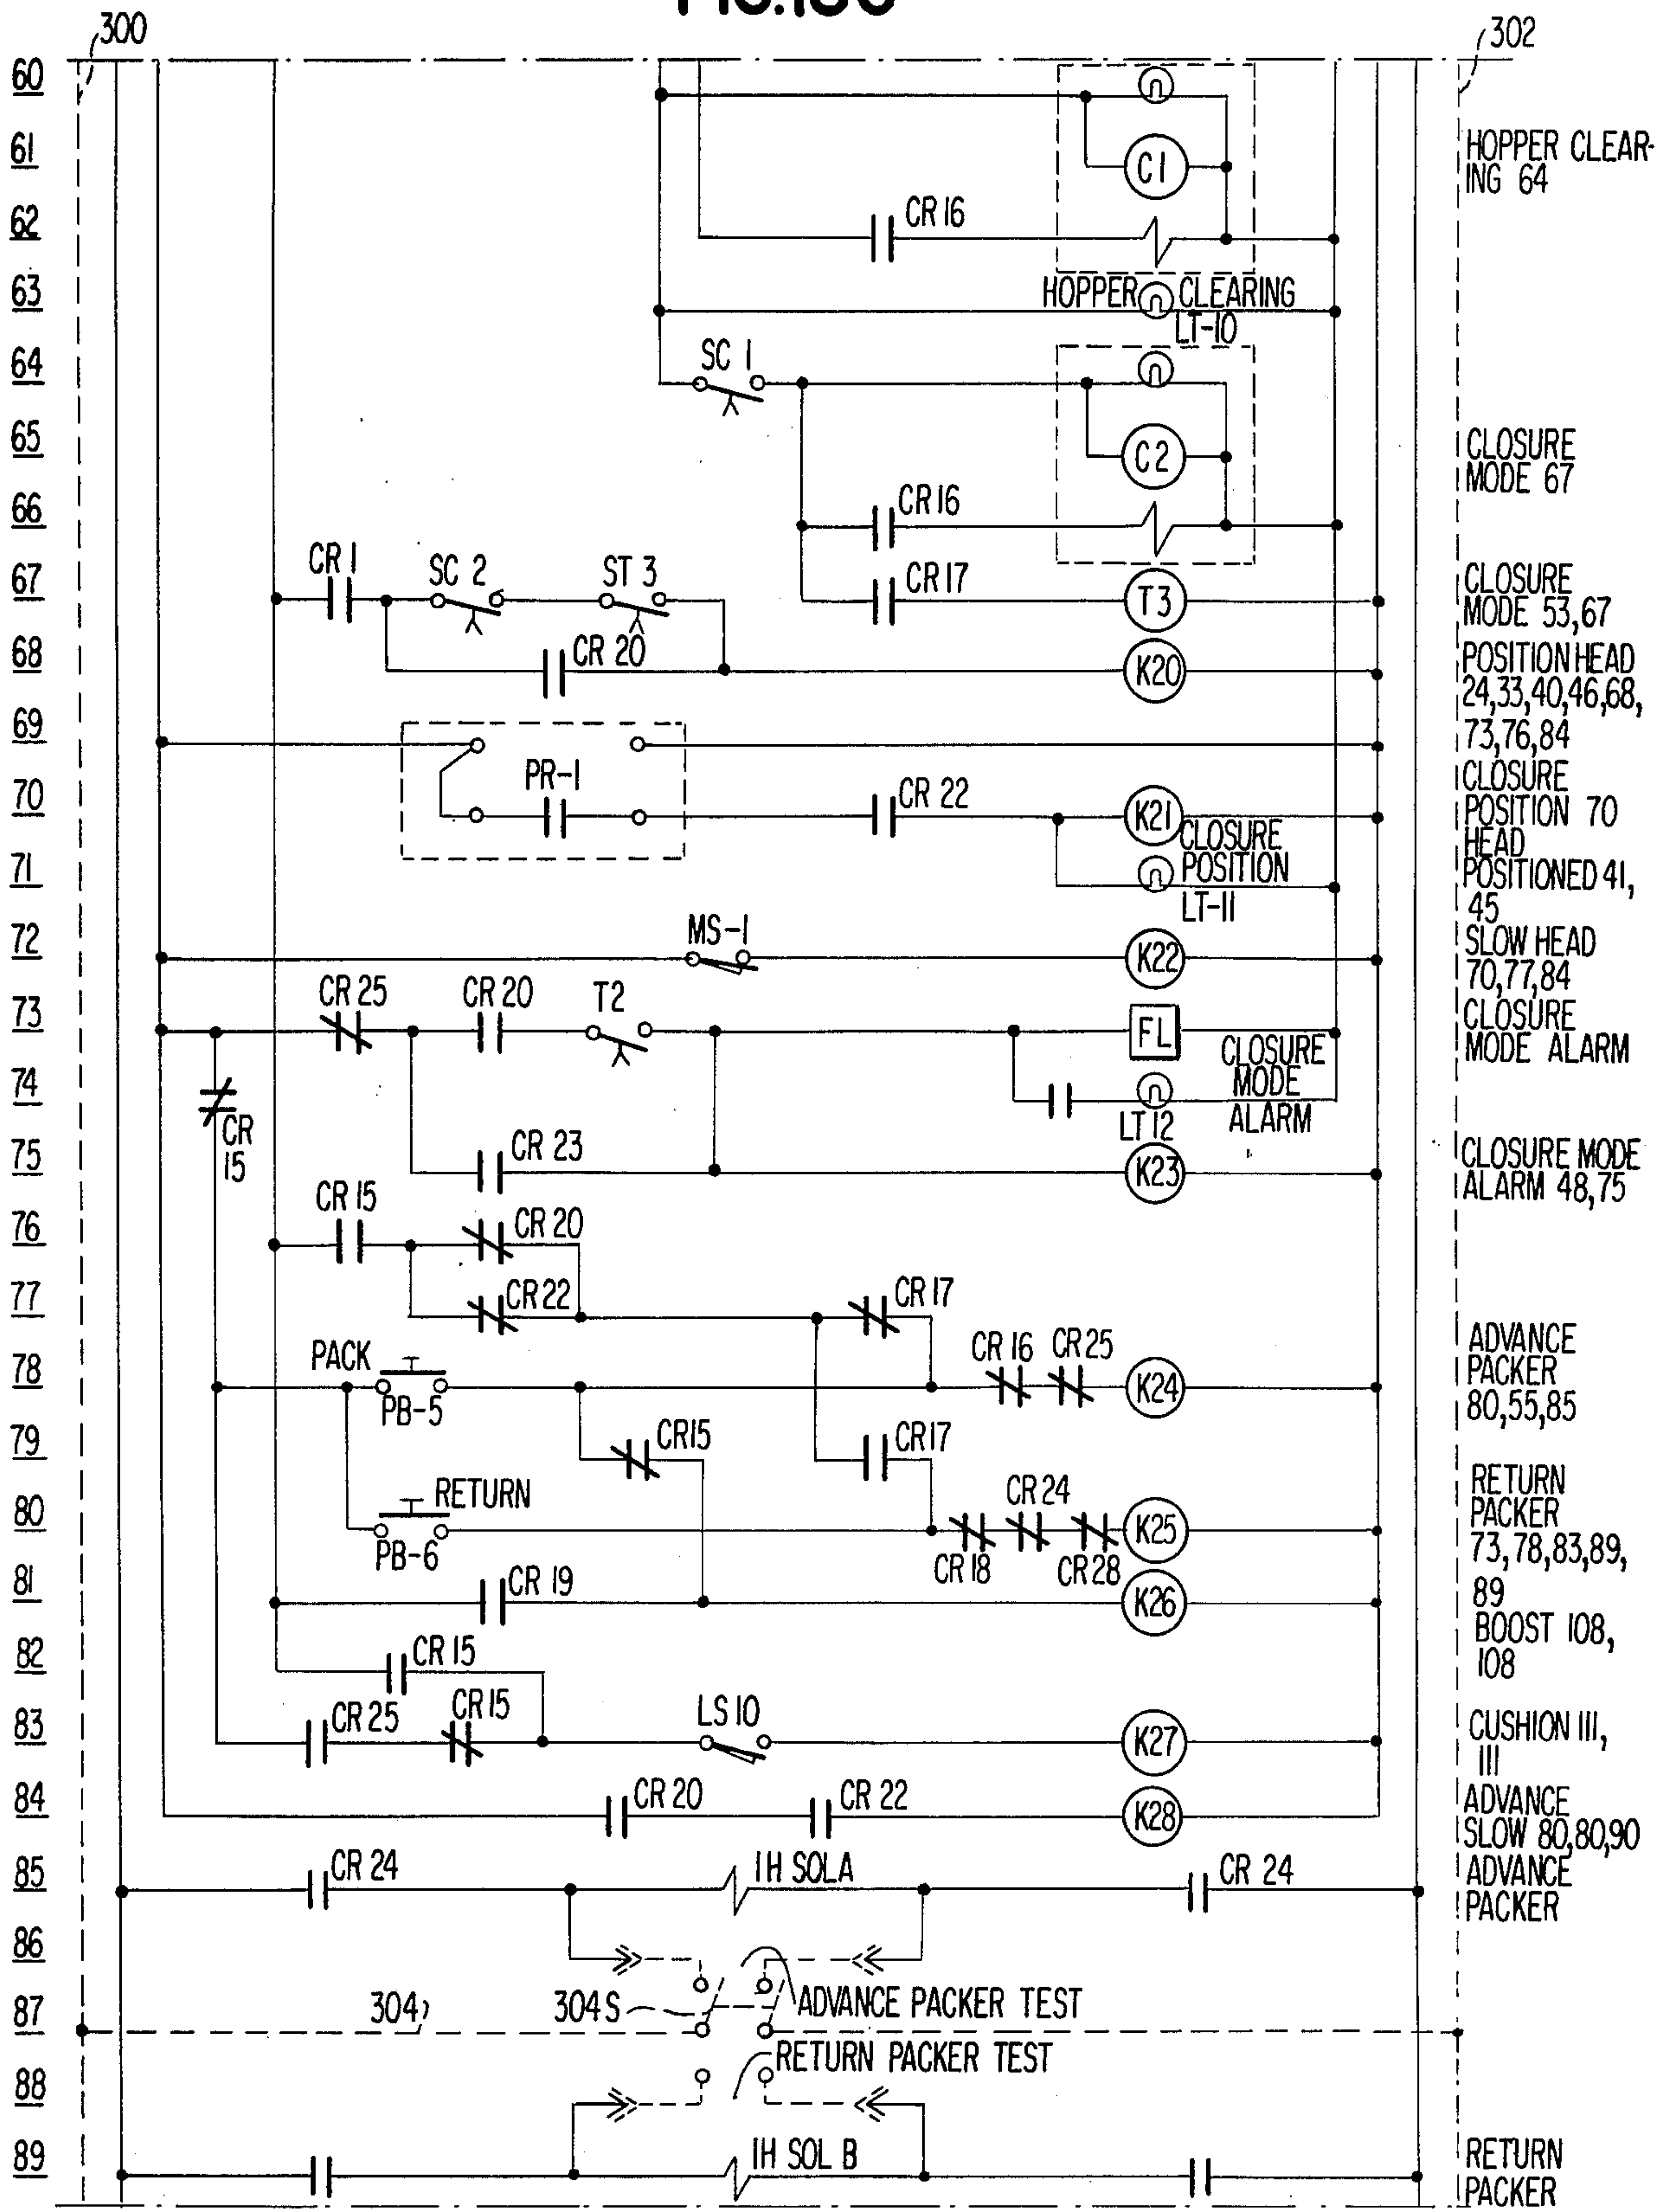 300
302
60
61
HOPPER CLEAR-
ING 64
C1
62
CR 16
63
HOPPER CLEARING
LT-10
64
SC 1
65
C2
CLOSURE
MODE 67
66
CR 16
67
CR 1
SC 2
ST 3
CR 17
T3
CLOSURE
MODE 53,67
68
CR 20
K20
POSITION HEAD
24,33,40,46,68,
73,76,84
69
PR-1
70
CR 22
K21
CLOSURE
POSITION 70
HEAD
POSITIONED 41,
45
71
CLOSURE
POSITION
LT-11
72
MS-1
K22
SLOW HEAD
70,77,84
73
CR 25
CR 20
T2
FL
CLOSURE
MODE ALARM
74
CR
15
CLOSURE
MODE
ALARM
LT 12
75
CR 23
K23
CLOSURE MODE
ALARM 48,75
76
CR 15
CR 20
77
CR 22
CR 17
78
PACK
PB-5
CR 16
CR 25
K24
ADVANCE
PACKER
80,55,85
79
CR 15
CR 17
80
RETURN
PB-6
CR 18
CR 24
CR 28
K25
RETURN
PACKER
73,78,83,89,
89
81
CR 19
K26
BOOST 108,
108
82
CR 15
83
CR 25
CR 15
LS 10
K27
CUSHION 111,
111
84
CR 20
CR 22
K28
ADVANCE
SLOW 80,80,90
85
CR 24
1H SOLA
CR 24
ADVANCE
PACKER
86
87
304
304S
ADVANCE PACKER TEST
RETURN PACKER TEST
88
89
1H SOL B
RETURN
PACKER